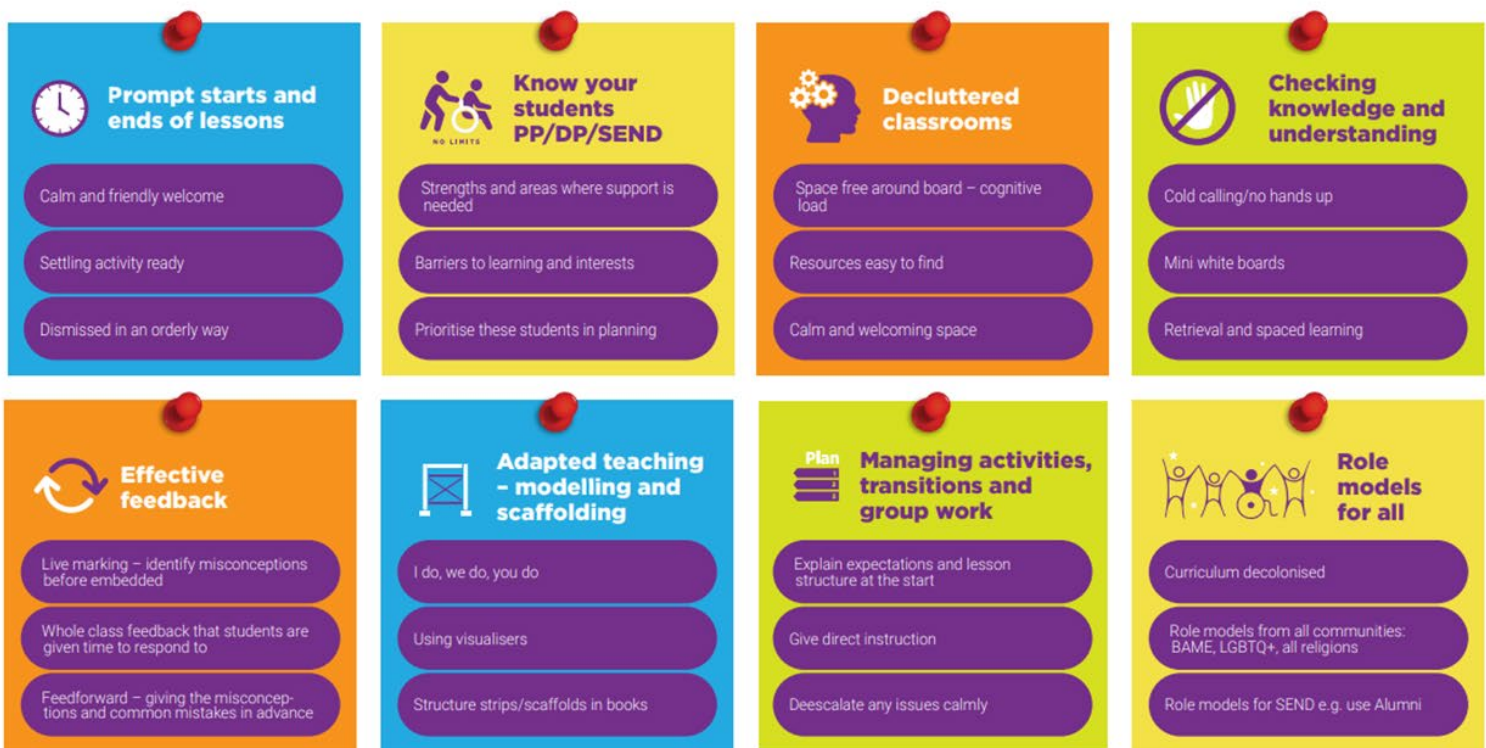 Prompt starts and
ends of lessons
Calm and friendly welcome
Settling activity ready
Dismissed in an orderly way
NO LIMITS
Know your
students
PP/DP/SEND
Strengths and areas where support is
needed
Barriers to learning and interests
Prioritise these students in planning
Decluttered
classrooms
Space free around board – cognitive
load
Resources easy to find
Calm and welcoming space
Checking
knowledge and
understanding
Cold calling/no hands up
Mini white boards
Retrieval and spaced learning
Effective
feedback
Live marking – identify misconceptions
before embedded
Whole class feedback that students are
given time to respond to
Feedforward – giving the misconcep-
tions and common mistakes in advance
Adapted teaching
– modelling and
scaffolding
I do, we do, you do
Using visualisers
Structure strips/scaffolds in books
Plan
1
2
3
Managing activities,
transitions and
group work
Explain expectations and lesson
structure at the start
Give direct instruction
Deescalate any issues calmly
Role
models
for all
Curriculum decolonised
Role models from all communities:
BAME, LGBTQ+, all religions
Role models for SEND e.g. use Alumni